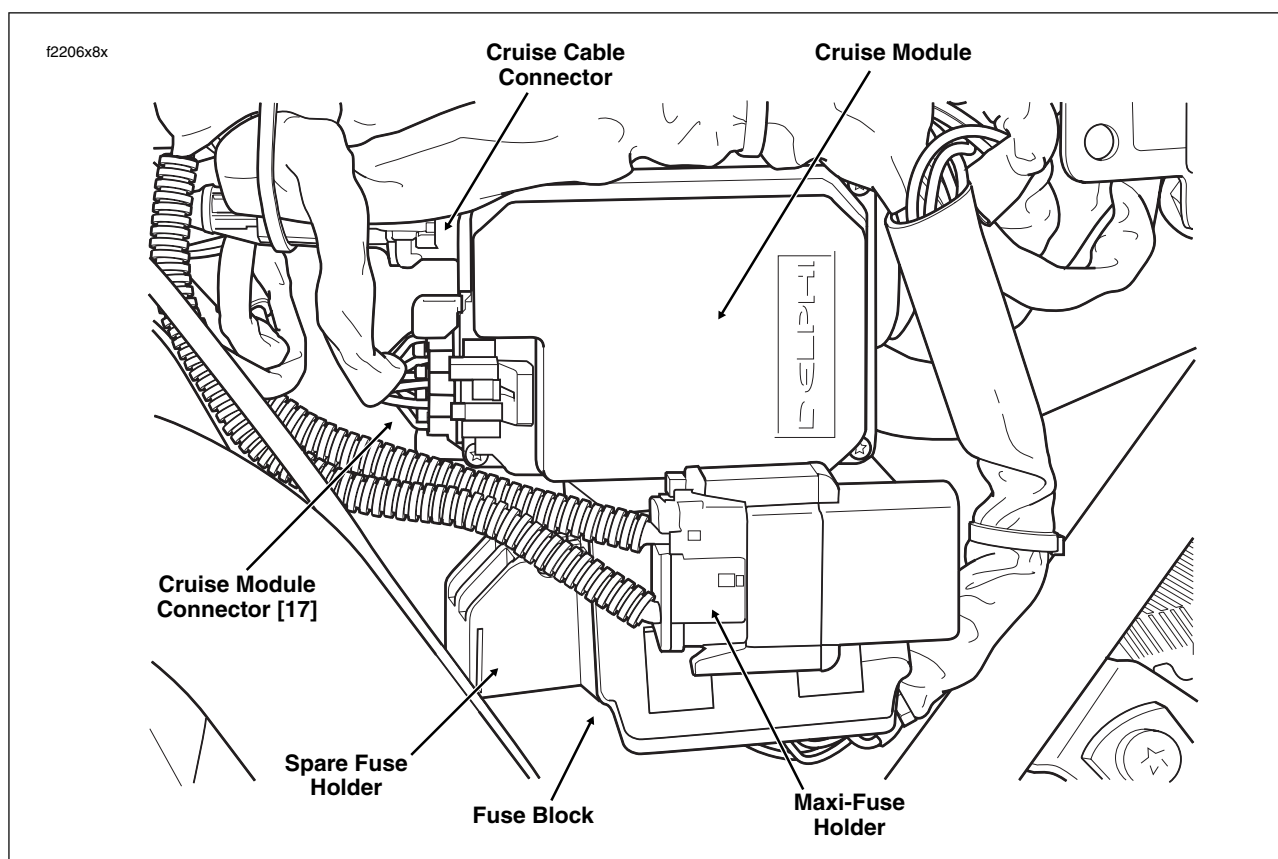 f2206x8x
Cruise Cable
Connector
Cruise Module
DELPHI
Cruise Module
Connector [17]
Spare Fuse
Holder
Fuse Block
Maxi-Fuse
Holder